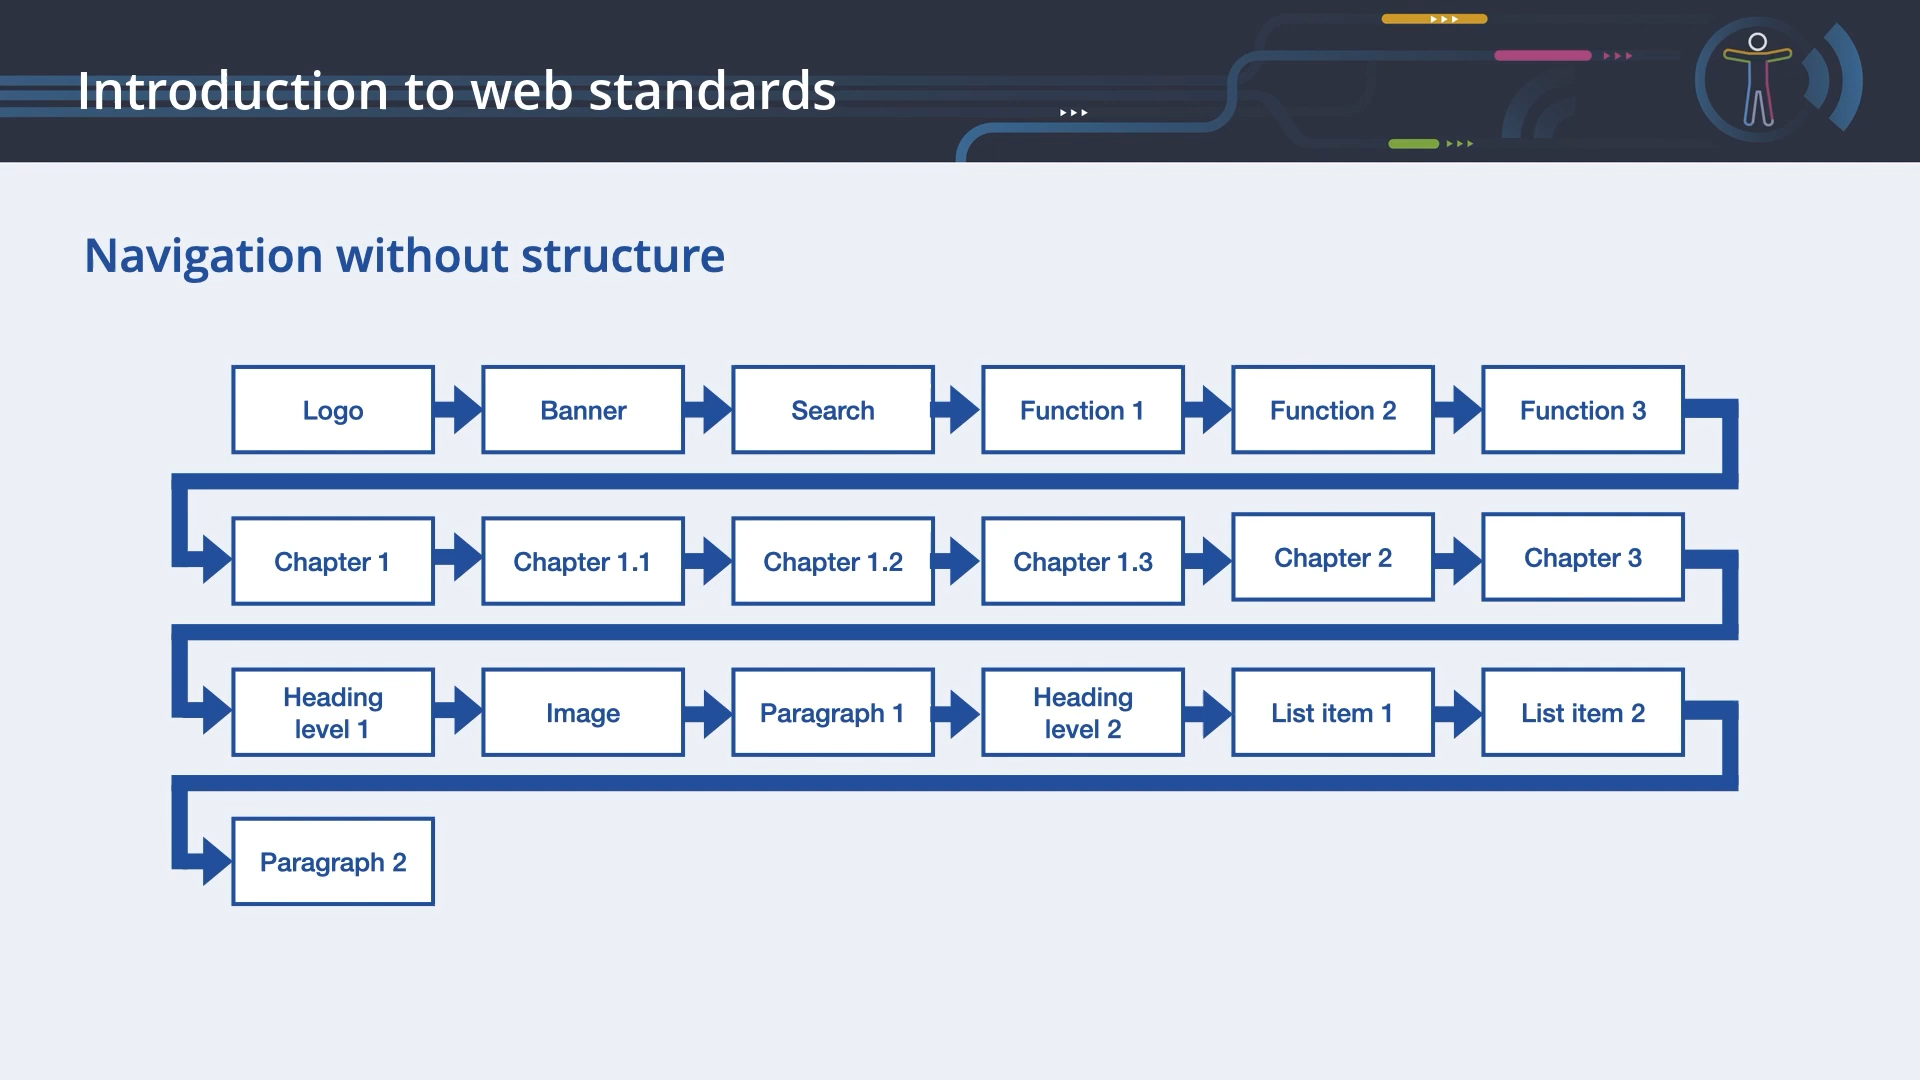 Introduction to web standards
Navigation without structure
Logo
Banner
Search
Function 1
Function 2
Function 3
Chapter 1
Chapter 1.1
Chapter 1.2
Chapter 1.3
Chapter 2
Chapter 3
Heading
level 1
Image
Paragraph 1
Heading
level 2
List item 1
List item 2
Paragraph 2